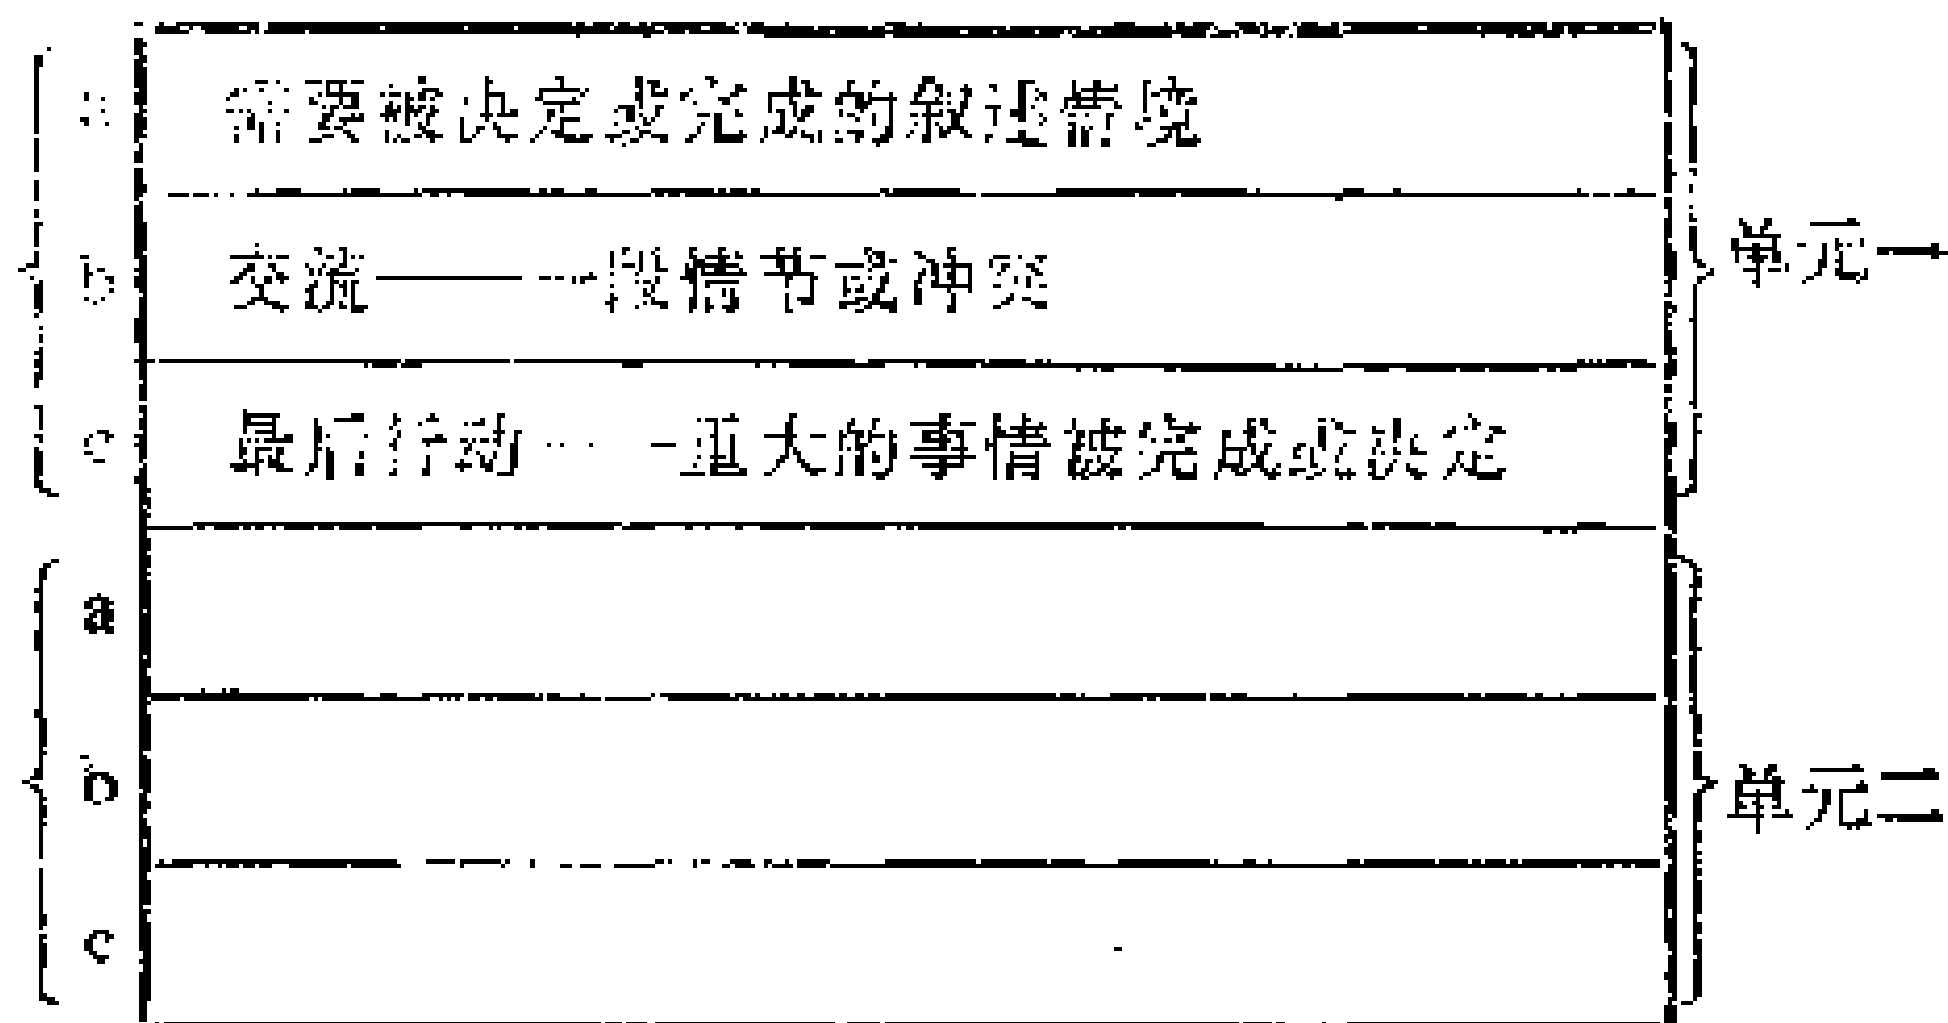 a 需要被决定或完成的叙述情境
b 交流——一段情节或冲突
单元一
c 最后行动——重大的事情被完成或决定
a
b
单元二
c